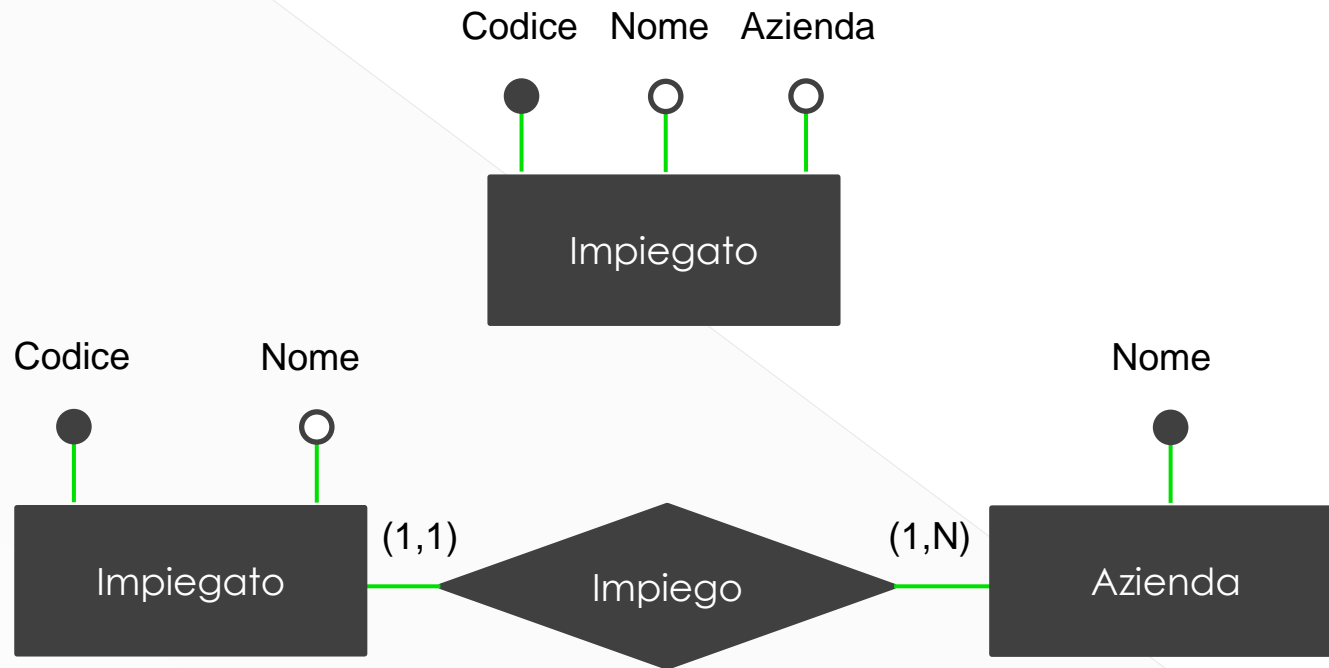 Codice Nome Azienda
Impiegato
Codice Nome Nome
(1,1) (1,N)
Impiegato Impiego Azienda